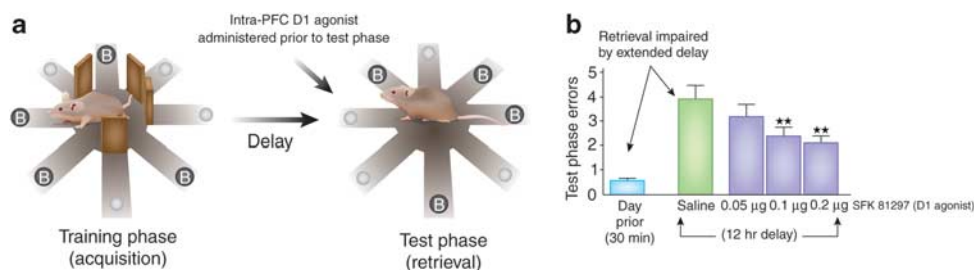 a
Intra-PFC D1 agonist
administered prior to test phase
B
B
B
B
Delay
B
B
B
B
Training phase
(acquisition)
Test phase
(retrieval)
b
Retrieval impaired
by extended delay
Test phase errors
5
4
3
2
1
0
★★
★★
Day
prior
(30 min)
Saline
0.05 µg
0.1 µg
0.2 µg
SFK 81297 (D1 agonist)
(12 hr delay)